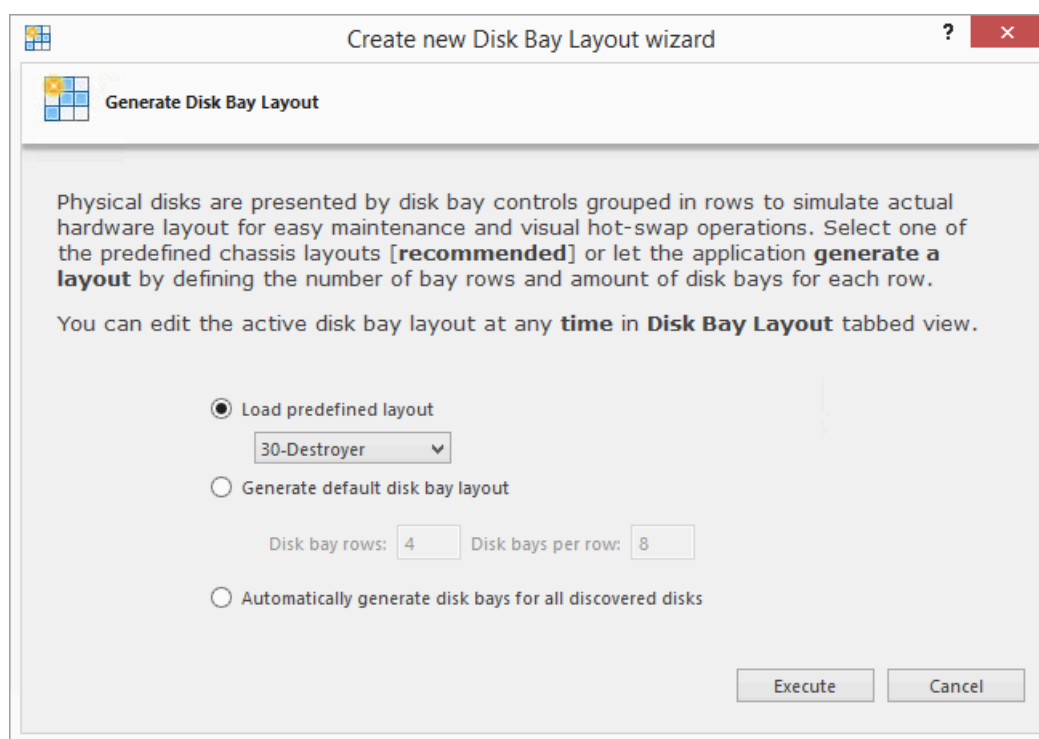 Create new Disk Bay Layout wizard
?
Generate Disk Bay Layout
Physical disks are presented by disk bay controls grouped in rows to simulate actual
hardware layout for easy maintenance and visual hot-swap operations. Select one of
the predefined chassis layouts [recommended] or let the application generate a
layout by defining the number of bay rows and amount of disk bays for each row.
You can edit the active disk bay layout at any time in Disk Bay Layout tabbed view.
Load predefined layout
30-Destroyer
Generate default disk bay layout
Disk bay rows: 4 Disk bays per row: 8
Automatically generate disk bays for all discovered disks
Execute Cancel